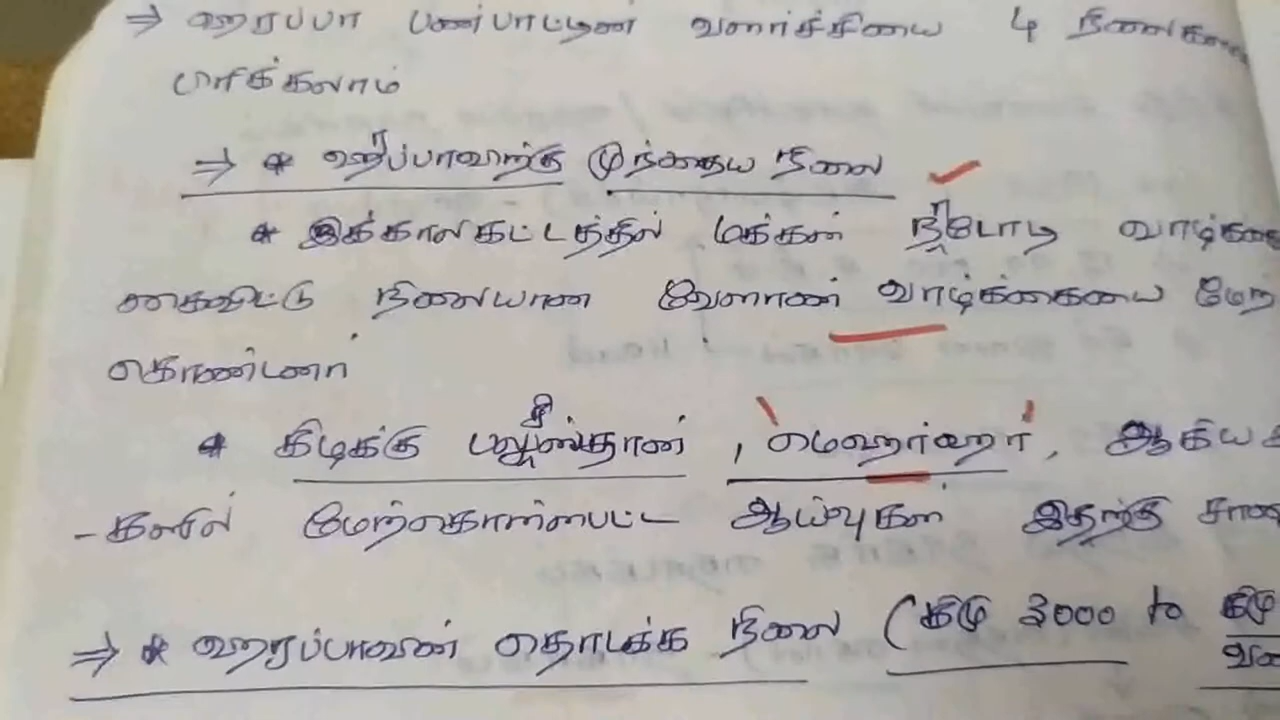 ⇒ ஹரப்பா பண்பாட்டின் வளர்ச்சியை 4 நிலைகளாக
பிரிக்கலாம்
⇒ * ஹரப்பாவிற்கு முந்தைய நிலை
* இக்காலகட்டத்தில் மக்கள் நாடோடி வாழ்க்கை
கைவிட்டு நிலையான வேளாண் வாழ்க்கையை மேற்
கொண்டனர்
* கிழக்கு பலுசிஸ்தான் , மெஹர்ஹர் , ஆகிய
-களில் மேற்கொள்ளப்பட்ட ஆய்வுகள் இதற்கு
⇒ * ஹரப்பாவின் தொடக்க நிலை (கிமு 3000 to கிமு